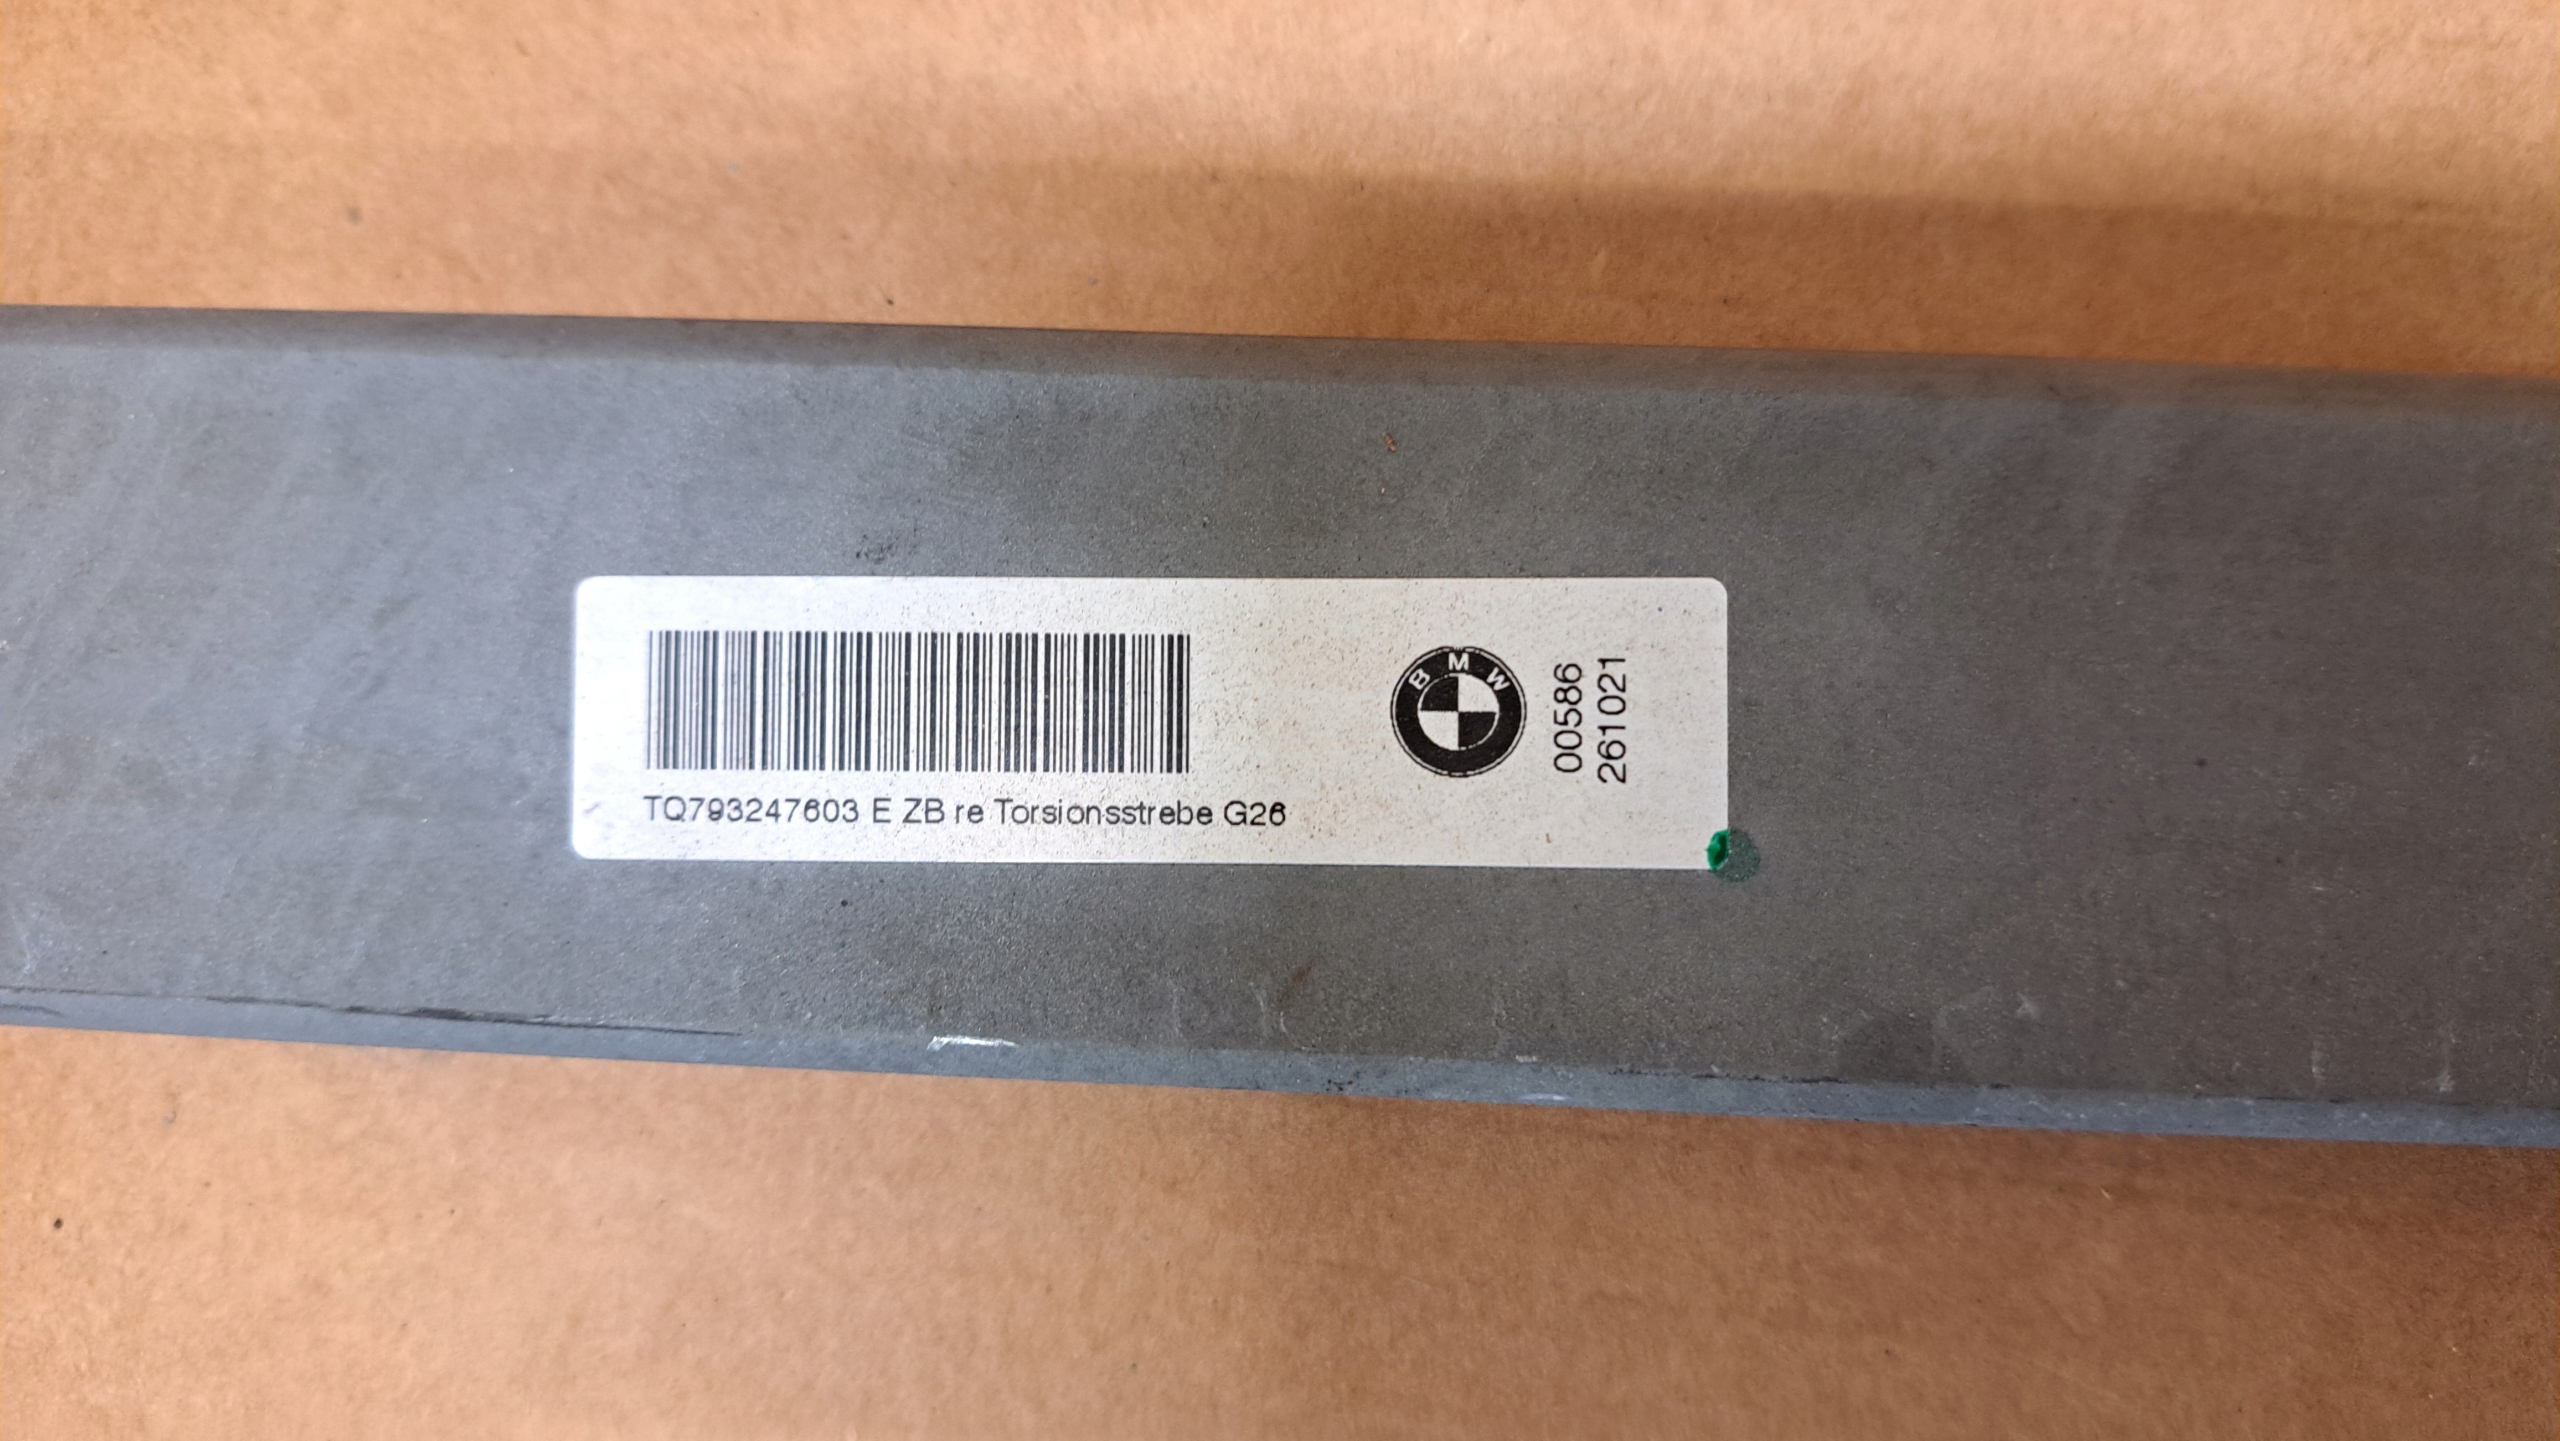 TQ793247603 E ZB re Torsionsstrebe G26
BMW
00586
261021